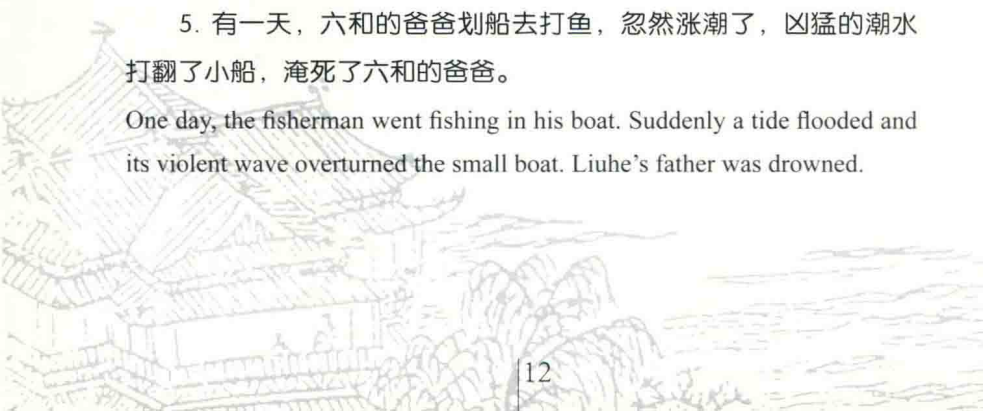 5. 有一天，六和的爸爸划船去打鱼，忽然涨潮了，凶猛的潮水
打翻了小船，淹死了六和的爸爸。
One day, the fisherman went fishing in his boat. Suddenly a tide flooded and
its violent wave overturned the small boat. Liuhe's father was drowned.
12